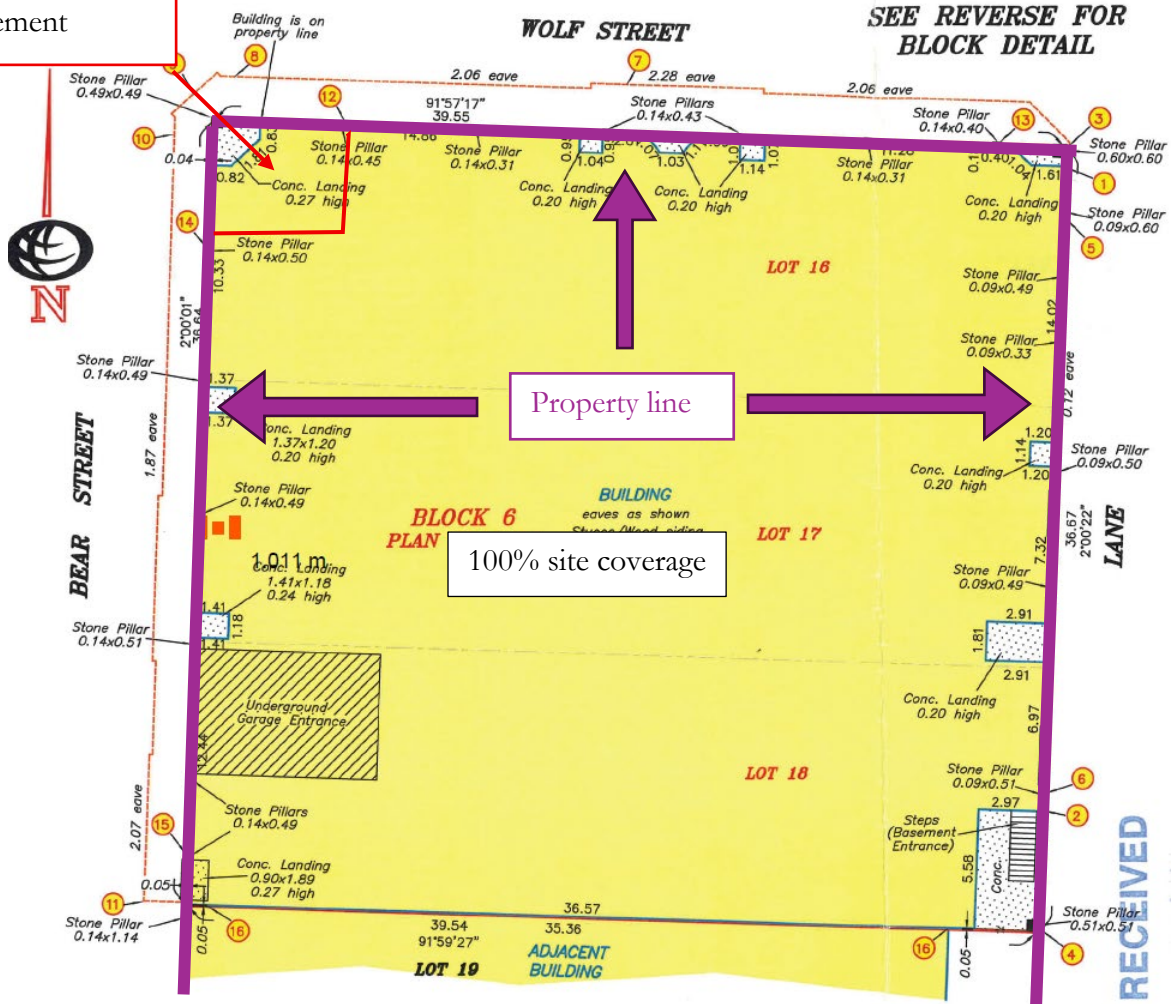 ement
Building is on
property line
WOLF STREET
SEE REVERSE FOR
BLOCK DETAIL
8
7
2.06 eave
2.28 eave
2.06 eave
Stone Pillar
0.49x0.49
12
91°57'17"
39.55
Stone Pillars
0.14x0.43
Stone Pillar
0.14x0.40
13
3
Stone Pillar
0.60x0.60
10
0.04
0.82
Stone Pillar
0.14x0.45
Stone Pillar
0.14x0.31
1.04
1.03
1.14
Stone Pillar
0.14x0.31
0.40
1.04
1.61
1
Conc. Landing
0.27 high
Conc. Landing
0.20 high
Conc. Landing
0.20 high
Conc. Landing
0.20 high
Stone Pillar
0.09x0.60
14
5
Stone Pillar
0.14x0.50
LOT 16
10.33
Stone Pillar
0.09x0.49
N
2°00'01"
14.02
Stone Pillar
0.09x0.33
Stone Pillar
0.14x0.49
1.37
1.37
Property line
0.72 eave
Conc. Landing
1.37x1.20
0.20 high
1.20
1.14
1.20
Stone Pillar
0.09x0.50
Conc. Landing
0.20 high
BEAR STREET
1.87 eave
Stone Pillar
0.14x0.49
BLOCK 6
PLAN
BUILDING
eaves as shown
LOT 17
36.67
2°00'22"
LANE
7.32
100% site coverage
1.011 m
Conc. Landing
1.41x1.18
0.24 high
Stone Pillar
0.09x0.49
1.41
1.18
1.41
Stone Pillar
0.14x0.51
2.91
1.81
2.91
Conc. Landing
0.20 high
Underground
Garage Entrance
12.44
6.97
LOT 18
Stone Pillar
0.09x0.51
6
2.07 eave
Stone Pillars
0.14x0.49
2.97
2
Steps
(Basement
Entrance)
15
5.58
Conc.
Conc. Landing
0.90x1.89
0.27 high
0.05
11
Stone Pillar
0.14x1.14
0.05
16
36.57
39.54
35.36
91°59'27"
LOT 19
ADJACENT
BUILDING
16
0.05
Stone Pillar
0.51x0.51
4
RECEIVED